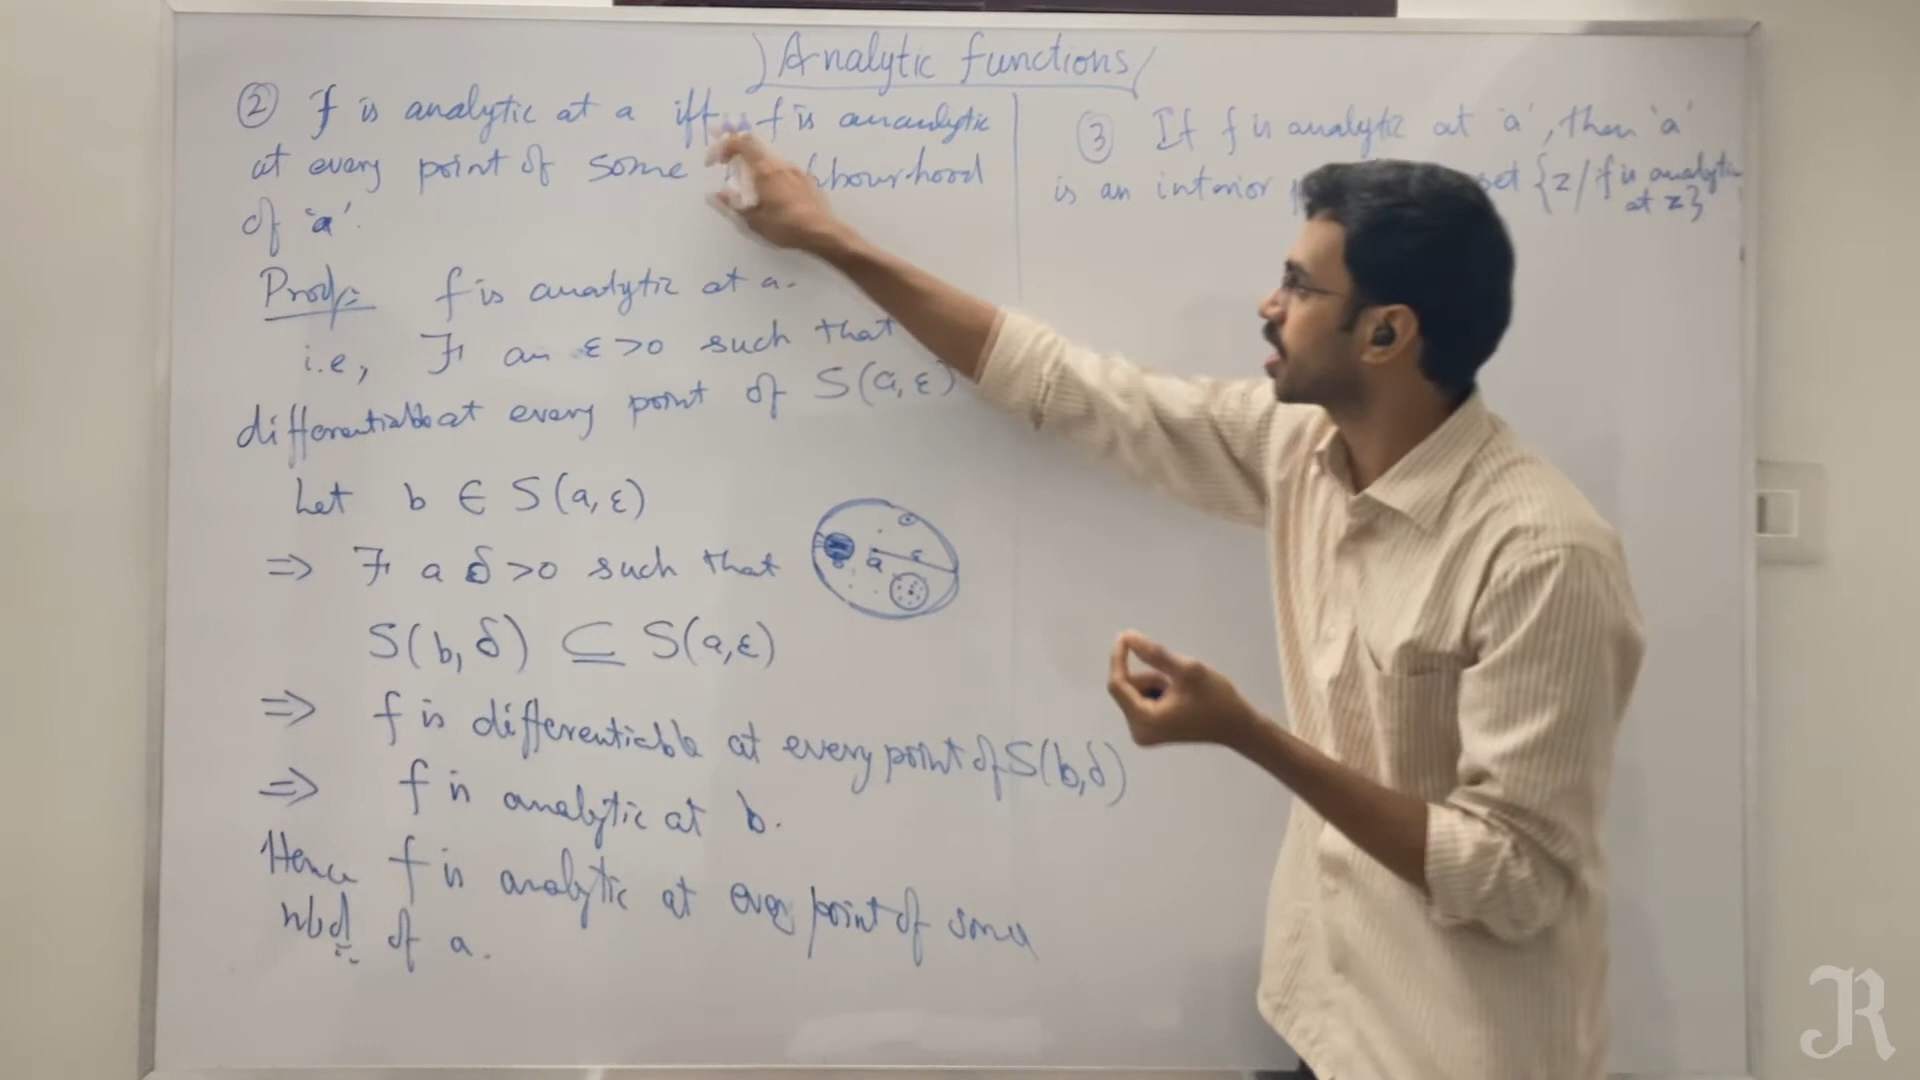 Analytic functions
② f is analytic at a iff f is anaulytic
at every point of some
of 'a'.
Proof:- f is analytic at a.
i.e, ∃ an ε>0 such that
differentiable at every point of S(a, ε)
Let b ∈ S(a, ε)
⇒ ∃ a δ>0 such that
S(b, δ) ⊆ S(a, ε)
⇒ f is differentiable at every point of S(b, δ)
⇒ f is analytic at b.
Hence f is analytic at every point of some
nbd of a.
a ε
b
③ If f is analytic at 'a', then 'a'
is an interior set {z / f is analytic
at z}
R